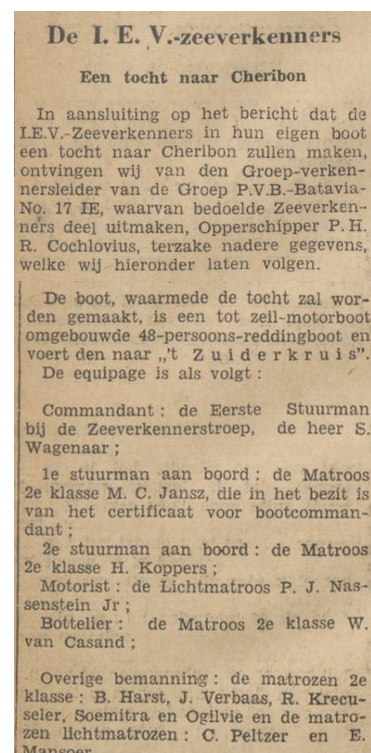 De I. E. V.-zeeverkenners
Een tocht naar Cheribon
In aansluiting op het bericht dat de
I.E.V.-Zeeverkenners in hun eigen boot
een tocht naar Cheribon zullen maken,
ontvingen wij van den Groep-verken-
nersleider van de Groep P.V.B.-Batavia-
No. 17 IE, waarvan bedoelde Zeeverken-
ners deel uitmaken, Opperschipper P. H.
R. Cochlovius, terzake nadere gegevens,
welke wij hieronder laten volgen.
De boot, waarmede de tocht zal wor-
den gemaakt, is een tot zeil-motorboot
omgebouwde 48-persoons-reddingboot en
voert den naar „'t Zuiderkruis”.
De equipage is als volgt :
Commandant : de Eerste Stuurman
bij de Zeeverkennerstroep, de heer S.
Wagenaar ;
1e stuurman aan boord : de Matroos
2e klasse M. C. Jansz, die in het bezit is
van het certificaat voor bootcomman-
dant ;
2e stuurman aan boord : de Matroos
2e klasse H. Koppers ;
Motorist : de Lichtmatroos P. J. Nas-
senstein Jr ;
Bottelier : de Matroos 2e klasse W.
van Casand ;
Overige bemanning : de matrozen 2e
klasse : B. Harst, J. Verbaas, R. Krecu-
seler, Soemitra en Ogilvie en de matro-
zen lichtmatrozen : C. Peltzer en E.
Mansoer